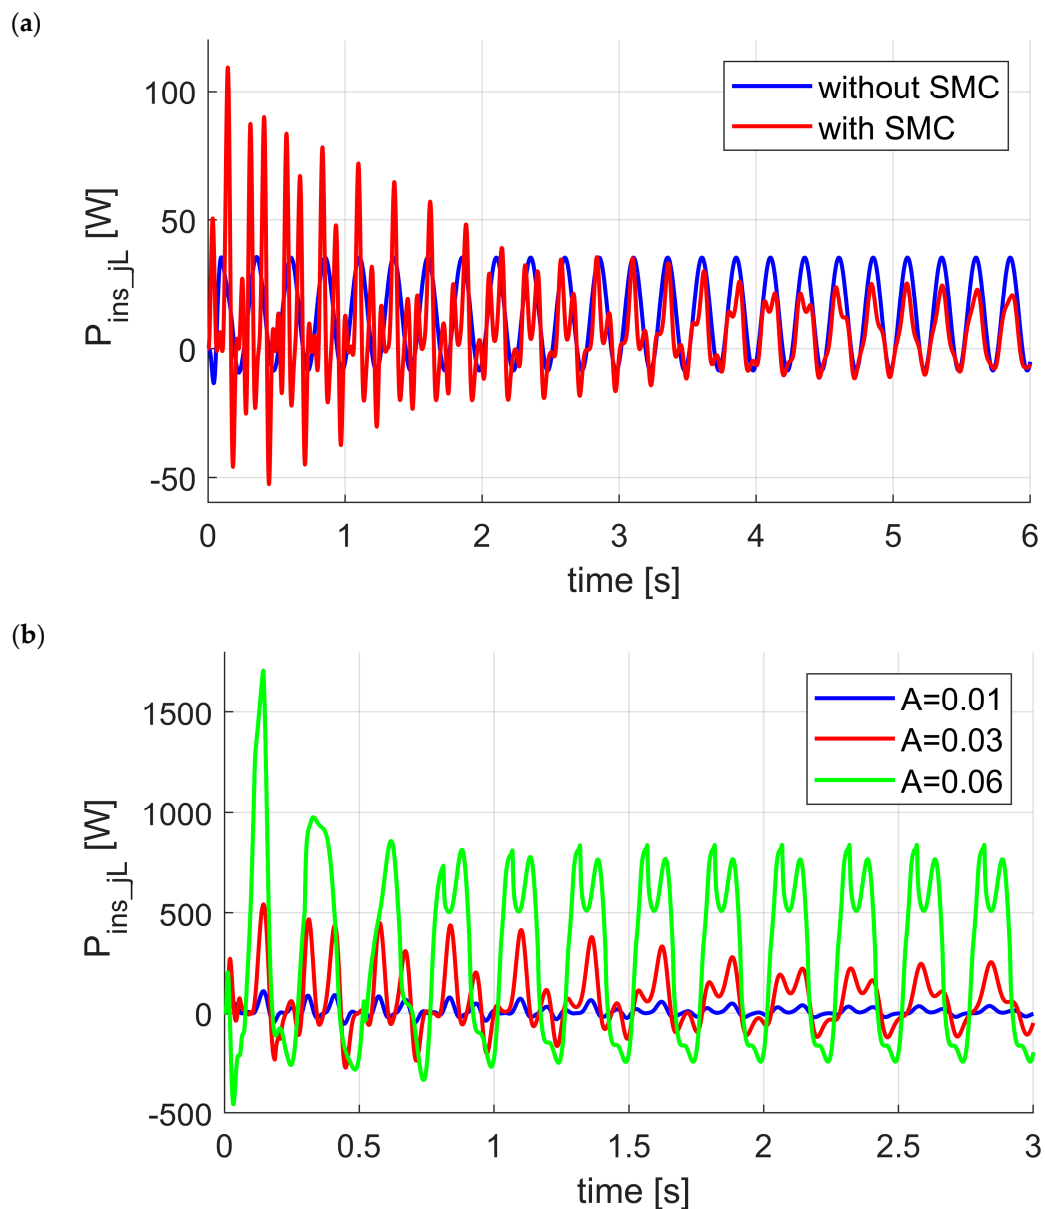 (a)
100
50
0
-50
P_ins_jL [W]
without SMC
with SMC
0 1 2 3 4 5 6
time [s]
(b)
1500
1000
500
0
-500
P_ins_jL [W]
A=0.01
A=0.03
A=0.06
0 0.5 1 1.5 2 2.5 3
time [s]